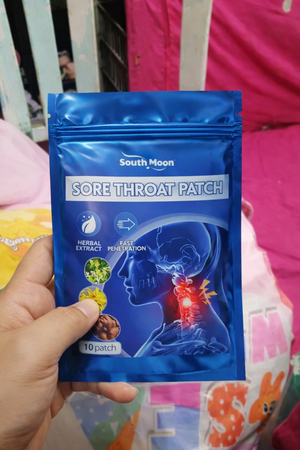 South Moon
SORE THROAT PATCH
HERBAL
EXTRACT
FAST
PENETRATION
10 patch